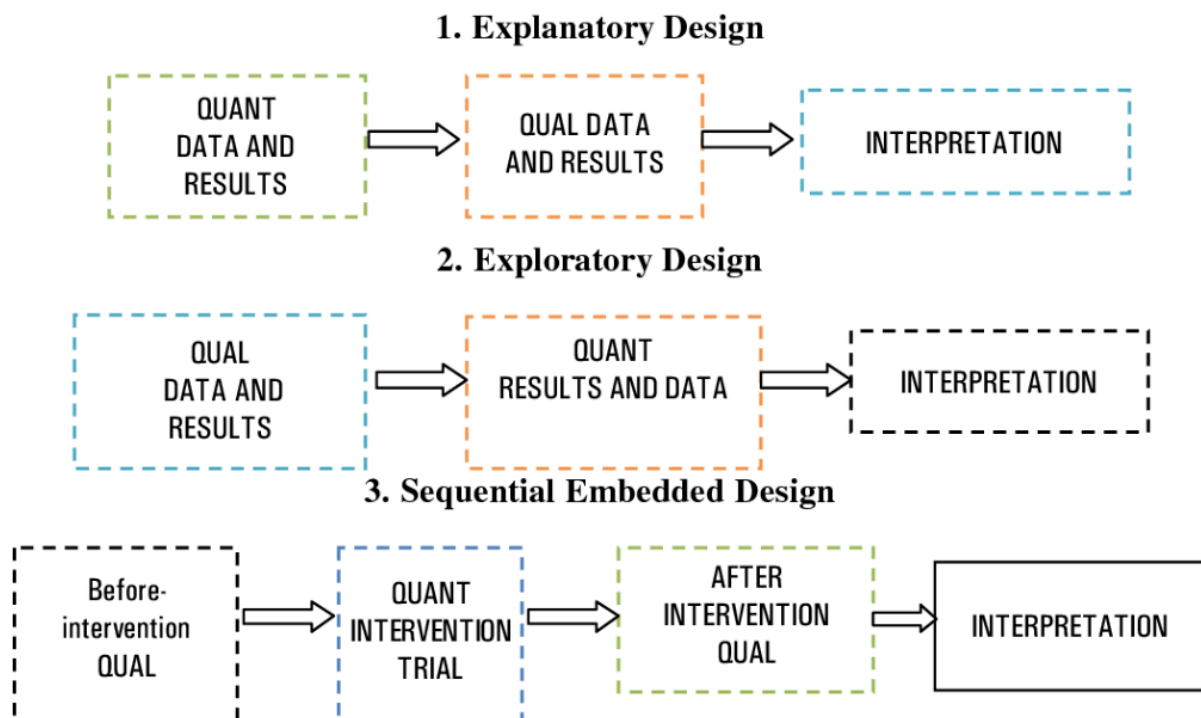 1. Explanatory Design
QUANT
DATA AND
RESULTS
QUAL DATA
AND RESULTS
INTERPRETATION
2. Exploratory Design
QUAL
DATA AND
RESULTS
QUANT
RESULTS AND DATA
INTERPRETATION
3. Sequential Embedded Design
Before-
intervention
QUAL
QUANT
INTERVENTION
TRIAL
AFTER
INTERVENTION
QUAL
INTERPRETATION